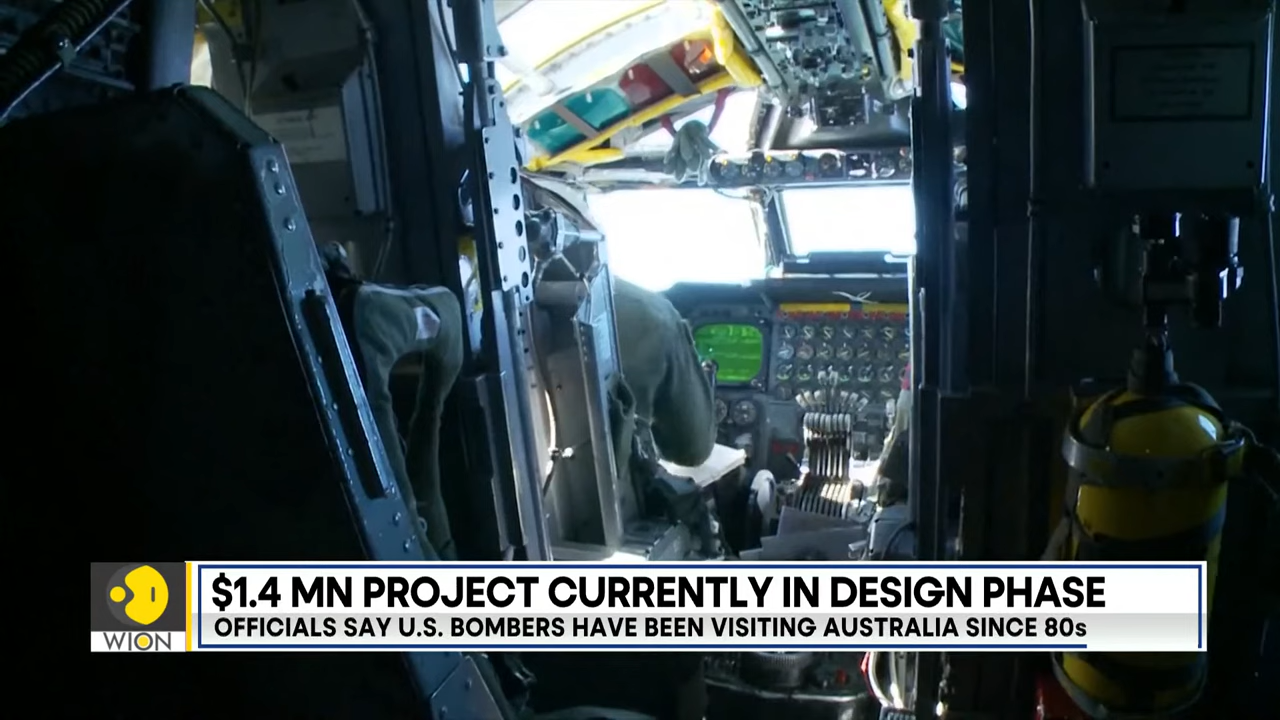 $1.4 MN PROJECT CURRENTLY IN DESIGN PHASE
OFFICIALS SAY U.S. BOMBERS HAVE BEEN VISITING AUSTRALIA SINCE 80s
WION